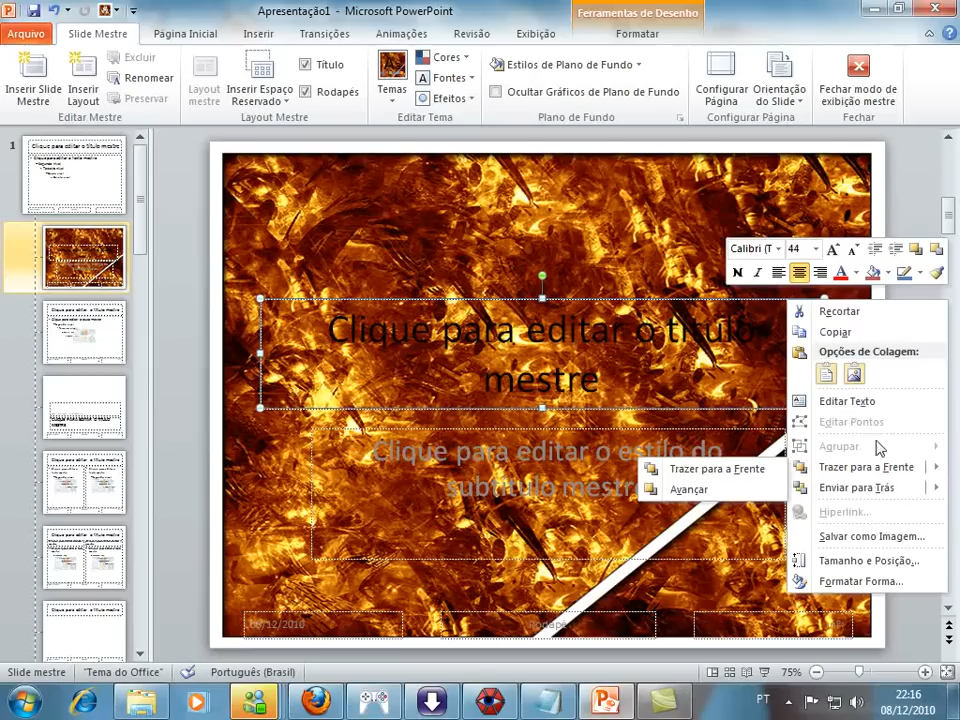 Apresentação1 - Microsoft PowerPoint
Ferramentas de Desenho
Arquivo
Slide Mestre
Página Inicial
Inserir
Transições
Animações
Revisão
Exibição
Formatar
Inserir Slide Mestre
Inserir Layout
Excluir
Renomear
Preservar
Editar Mestre
Layout mestre
Inserir Espaço Reservado
Título
Rodapés
Layout Mestre
Temas
Cores
Fontes
Efeitos
Editar Tema
Estilos de Plano de Fundo
Ocultar Gráficos de Plano de Fundo
Plano de Fundo
Configurar Página
Orientação do Slide
Configurar Página
Fechar modo de exibição mestre
Fechar
1
Clique para editar o título mestre
Calibri (T
44
N
I
A
Clique para editar o título
mestre
Clique para editar o estilo do
subtítulo mestre
08/12/2010
Rodapé
Recortar
Copiar
Opções de Colagem:
Editar Texto
Editar Pontos
Agrupar
Trazer para a Frente
Enviar para Trás
Hiperlink...
Salvar como Imagem...
Tamanho e Posição...
Formatar Forma...
Trazer para a Frente
Avançar
Slide mestre
"Tema do Office"
Português (Brasil)
75%
PT
22:16
08/12/2010